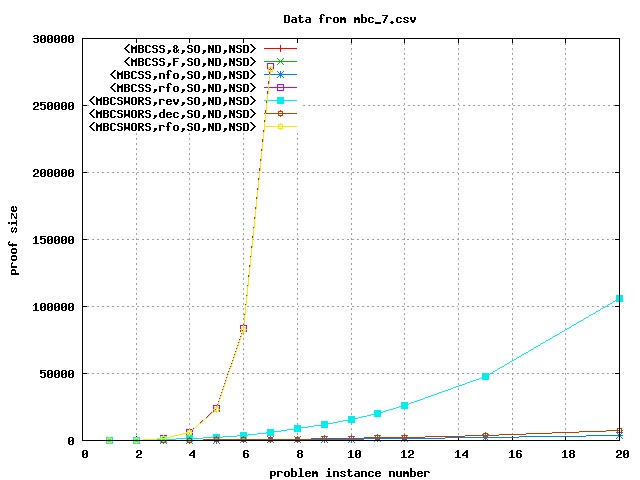 Data from mbc_7.csv
300000
250000
200000
150000
100000
50000
0
proof size
<MBCSS,&,SO,ND,NSD>
<MBCSS,F,SO,ND,NSD>
<MBCSS,nfo,SO,ND,NSD>
<MBCSS,rfo,SO,ND,NSD>
<MBCSWORS,rev,SO,ND,NSD>
<MBCSWORS,dec,SO,ND,NSD>
<MBCSWORS,rfo,SO,ND,NSD>
0 2 4 6 8 10 12 14 16 18 20
problem instance number